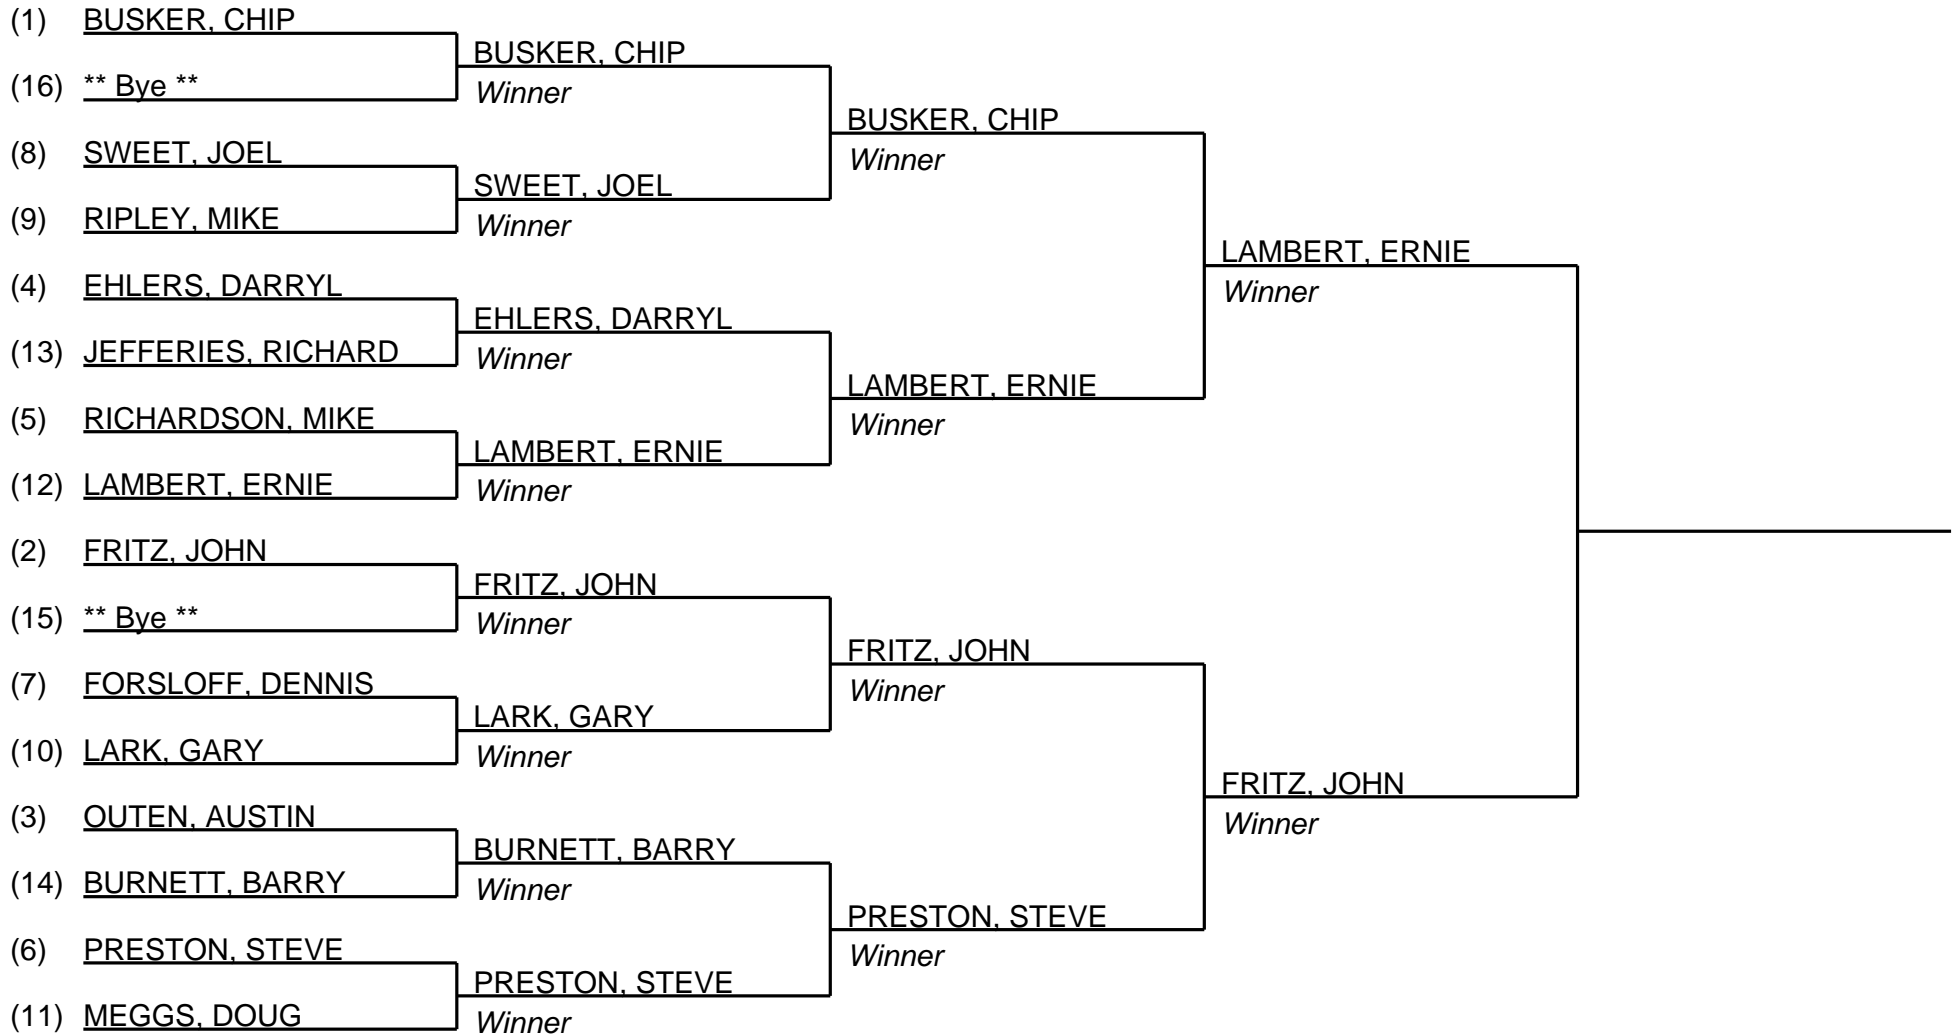 (1) BUSKER, CHIP
BUSKER, CHIP
(16) ** Bye **
Winner
BUSKER, CHIP
(8) SWEET, JOEL
Winner
SWEET, JOEL
(9) RIPLEY, MIKE
Winner
LAMBERT, ERNIE
(4) EHLERS, DARRYL
Winner
EHLERS, DARRYL
(13) JEFFERIES, RICHARD
Winner
LAMBERT, ERNIE
(5) RICHARDSON, MIKE
Winner
LAMBERT, ERNIE
(12) LAMBERT, ERNIE
Winner
(2) FRITZ, JOHN
FRITZ, JOHN
(15) ** Bye **
Winner
FRITZ, JOHN
(7) FORSLOFF, DENNIS
Winner
LARK, GARY
(10) LARK, GARY
Winner
FRITZ, JOHN
(3) OUTEN, AUSTIN
Winner
BURNETT, BARRY
(14) BURNETT, BARRY
Winner
PRESTON, STEVE
(6) PRESTON, STEVE
Winner
PRESTON, STEVE
(11) MEGGS, DOUG
Winner